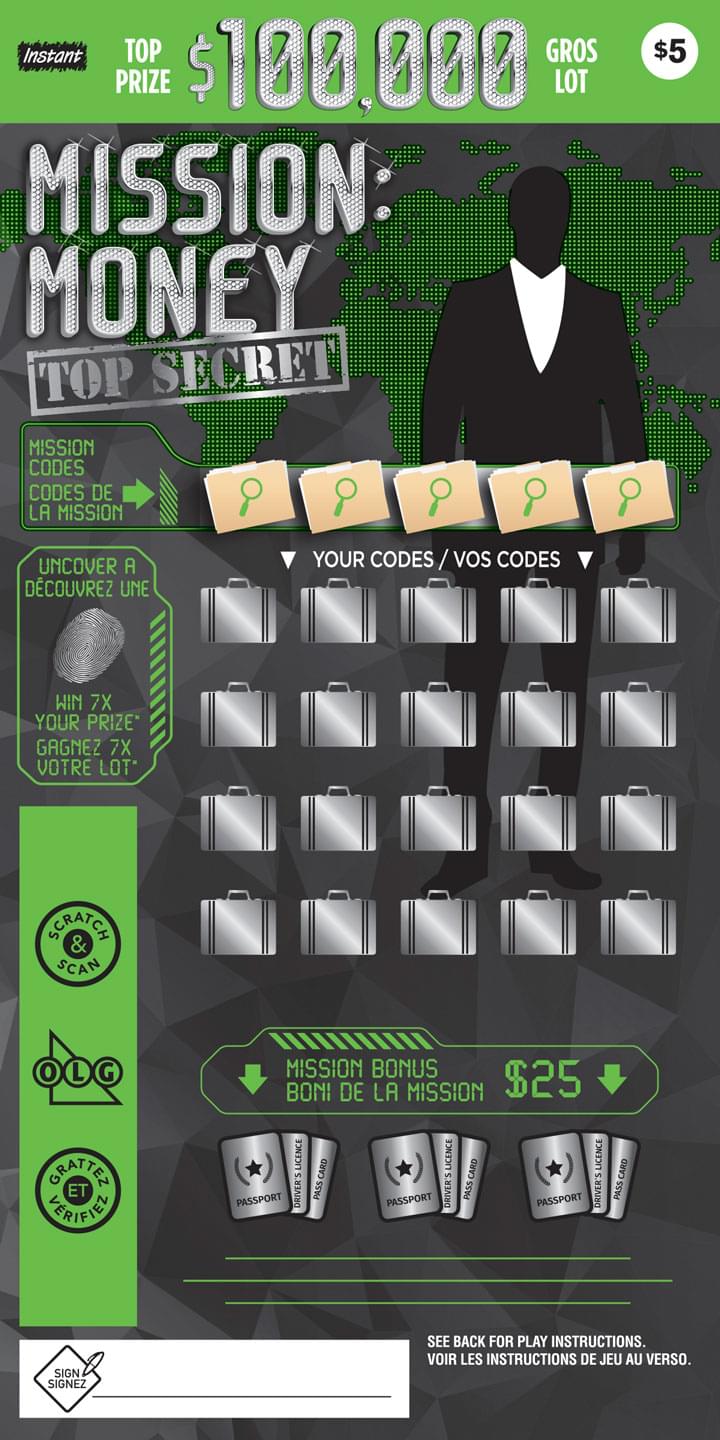 Instant
TOP
PRIZE
$100,000
GROS
LOT
$5
MISSION:
MONEY
TOP SECRET
MISSION
CODES
CODES DE
LA MISSION
YOUR CODES / VOS CODES
UNCOVER A
DÉCOUVREZ UNE
WIN 7X
YOUR PRIZE*
GAGNEZ 7X
VOTRE LOT*
SCRATCH
&
SCAN
OLG
GRATTEZ
ET
VÉRIFIEZ
MISSION BONUS
BONI DE LA MISSION
$25
PASSPORT
DRIVER'S LICENCE
PASS CARD
PASSPORT
DRIVER'S LICENCE
PASS CARD
PASSPORT
DRIVER'S LICENCE
PASS CARD
SIGN
SIGNEZ
SEE BACK FOR PLAY INSTRUCTIONS.
VOIR LES INSTRUCTIONS DE JEU AU VERSO.